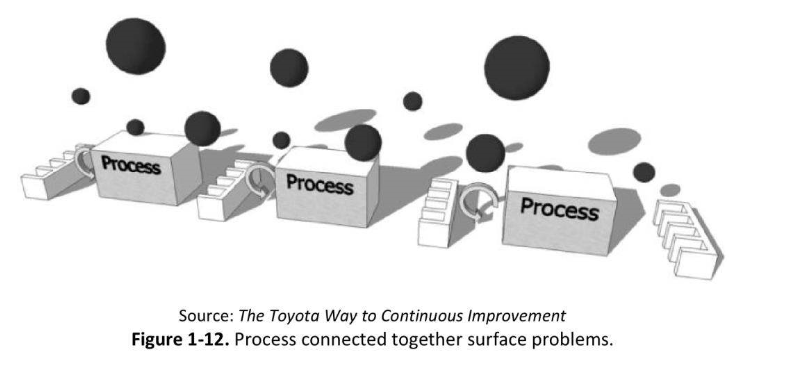 Process
Process
Process
Source: The Toyota Way to Continuous Improvement
Figure 1-12. Process connected together surface problems.